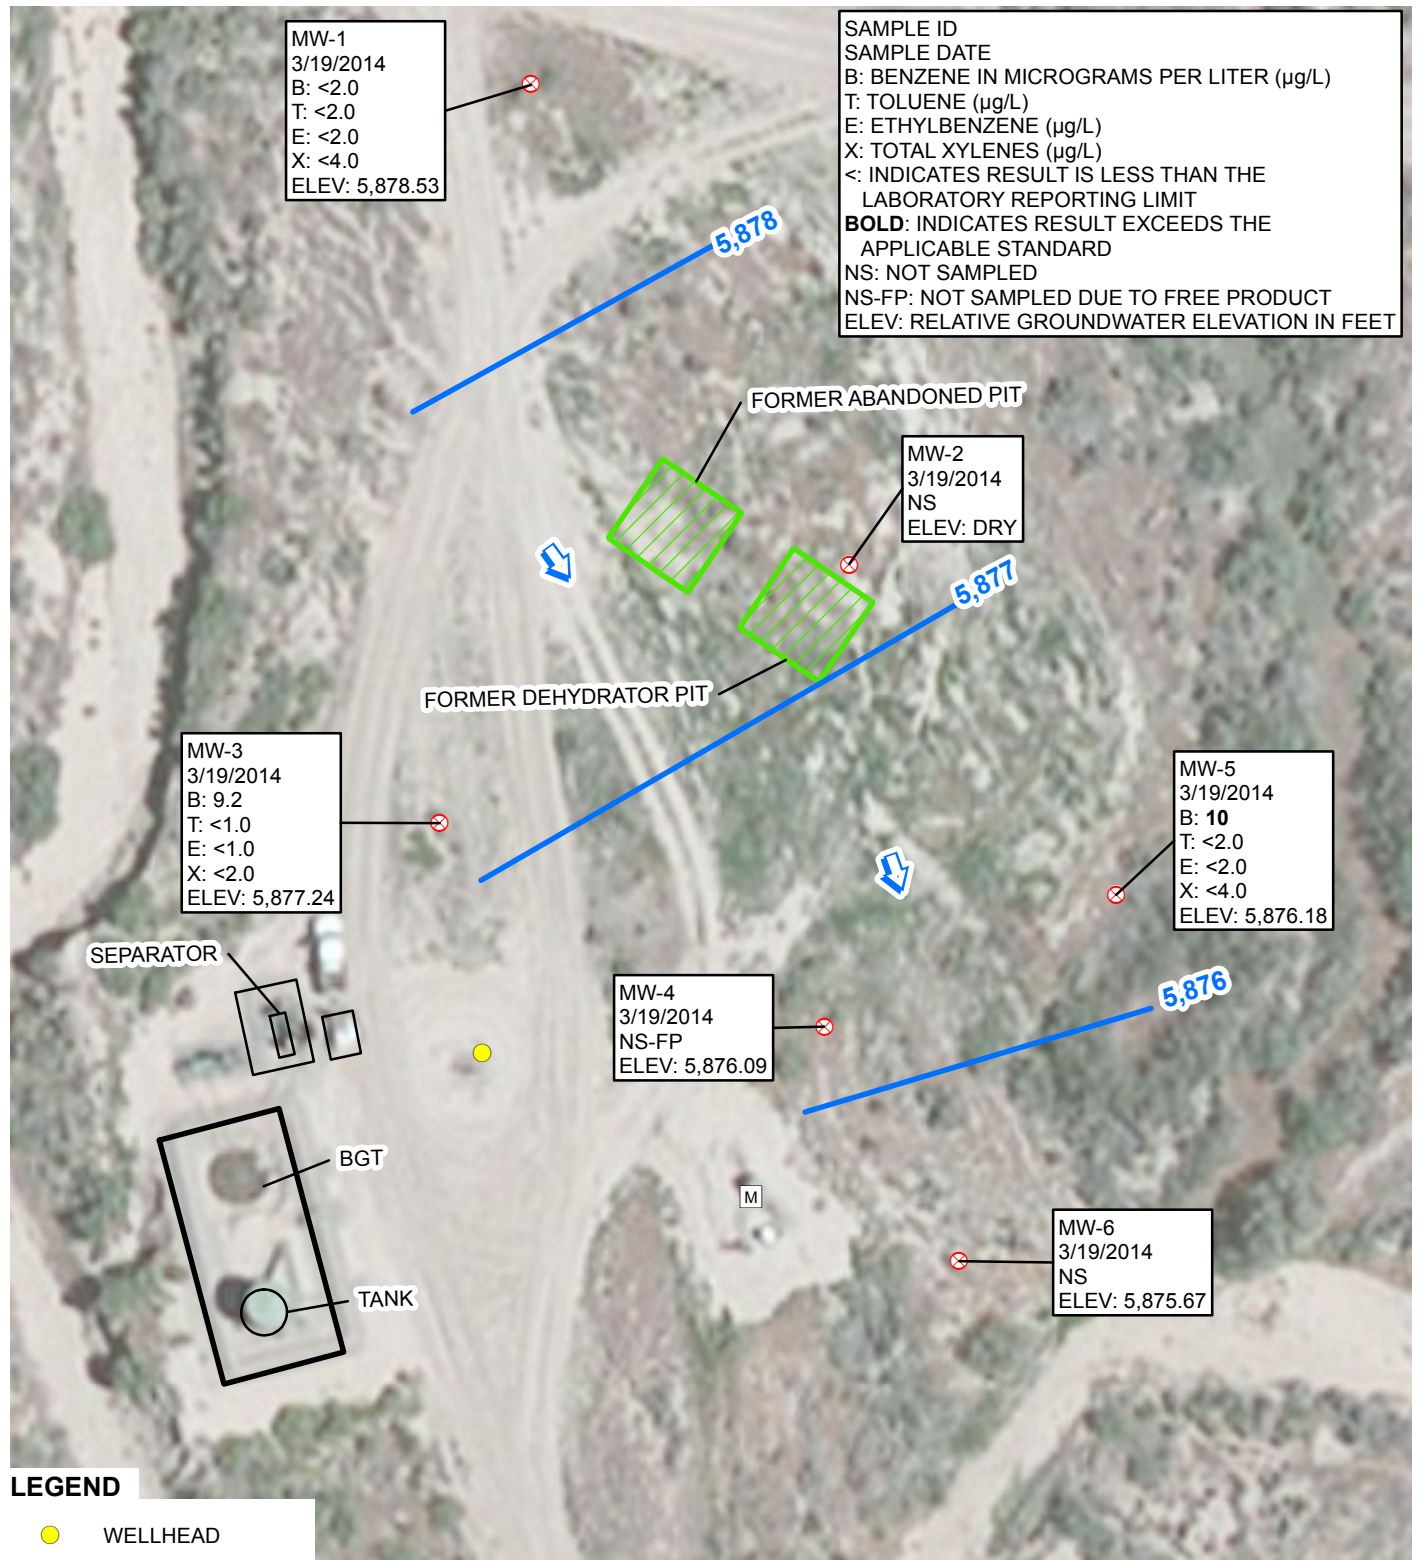 MW-1
3/19/2014
B: <2.0
T: <2.0
E: <2.0
X: <4.0
ELEV: 5,878.53
SAMPLE ID
SAMPLE DATE
B: BENZENE IN MICROGRAMS PER LITER (µg/L)
T: TOLUENE (µg/L)
E: ETHYLBENZENE (µg/L)
X: TOTAL XYLENES (µg/L)
<: INDICATES RESULT IS LESS THAN THE
LABORATORY REPORTING LIMIT
BOLD: INDICATES RESULT EXCEEDS THE
APPLICABLE STANDARD
NS: NOT SAMPLED
NS-FP: NOT SAMPLED DUE TO FREE PRODUCT
ELEV: RELATIVE GROUNDWATER ELEVATION IN FEET
5,878
FORMER ABANDONED PIT
MW-2
3/19/2014
NS
ELEV: DRY
5,877
FORMER DEHYDRATOR PIT
MW-3
3/19/2014
B: 9.2
T: <1.0
E: <1.0
X: <2.0
ELEV: 5,877.24
MW-5
3/19/2014
B: 10
T: <2.0
E: <2.0
X: <4.0
ELEV: 5,876.18
SEPARATOR
MW-4
3/19/2014
NS-FP
ELEV: 5,876.09
5,876
BGT
M
MW-6
3/19/2014
NS
ELEV: 5,875.67
TANK
LEGEND
WELLHEAD